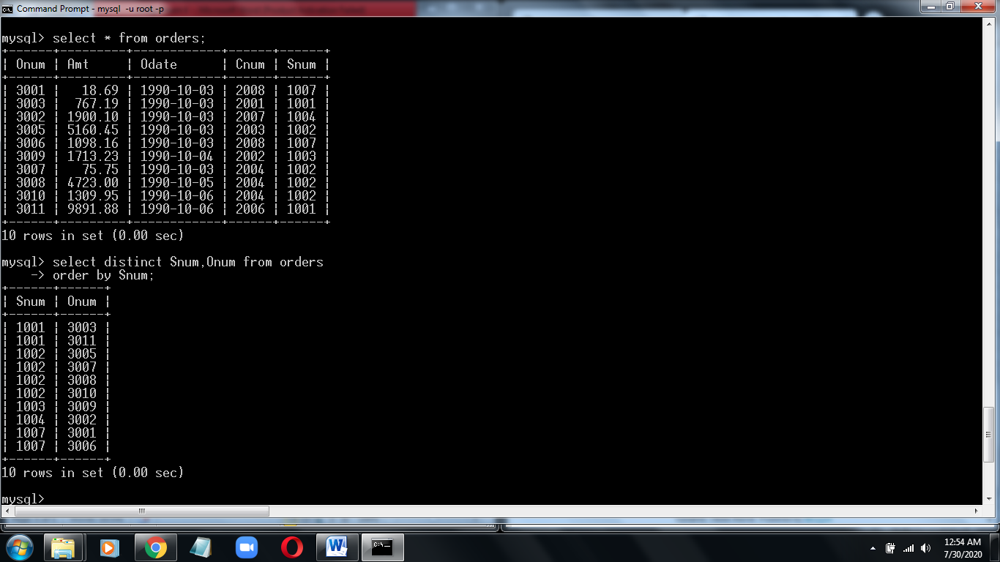 Command Prompt - mysql  -u root -p
mysql> select * from orders;
+------+---------+------------+------+------+
| Onum | Amt     | Odate      | Cnum | Snum |
+------+---------+------------+------+------+
| 3001 |   18.69 | 1990-10-03 | 2008 | 1007 |
| 3003 |  767.19 | 1990-10-03 | 2001 | 1001 |
| 3002 | 1900.10 | 1990-10-03 | 2007 | 1004 |
| 3005 | 5160.45 | 1990-10-03 | 2003 | 1002 |
| 3006 | 1098.16 | 1990-10-03 | 2008 | 1007 |
| 3009 | 1713.23 | 1990-10-04 | 2002 | 1003 |
| 3007 |   75.75 | 1990-10-03 | 2004 | 1002 |
| 3008 | 4723.00 | 1990-10-05 | 2004 | 1002 |
| 3010 | 1309.95 | 1990-10-06 | 2004 | 1002 |
| 3011 | 9891.88 | 1990-10-06 | 2006 | 1001 |
+------+---------+------------+------+------+
10 rows in set (0.00 sec)
mysql> select distinct Snum,Onum from orders
    -> order by Snum;
+------+------+
| Snum | Onum |
+------+------+
| 1001 | 3003 |
| 1001 | 3011 |
| 1002 | 3005 |
| 1002 | 3007 |
| 1002 | 3008 |
| 1002 | 3010 |
| 1003 | 3009 |
| 1004 | 3002 |
| 1007 | 3001 |
| 1007 | 3006 |
+------+------+
10 rows in set (0.00 sec)
mysql>
12:54 AM
7/30/2020